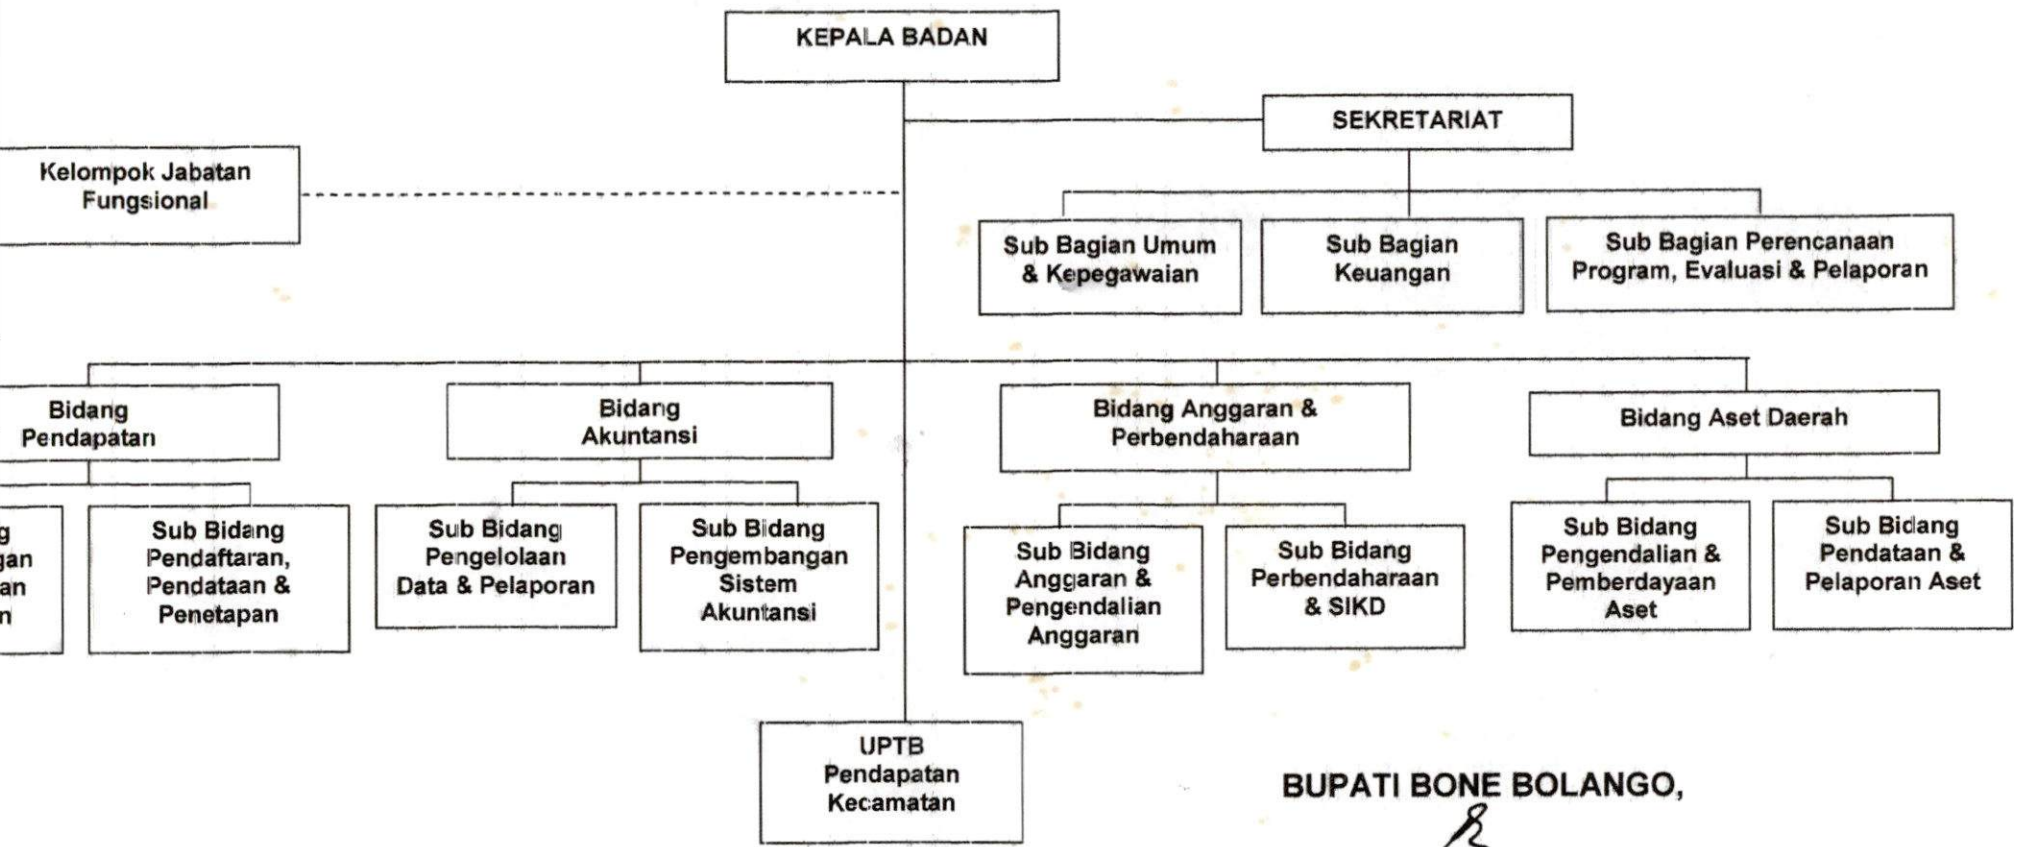 KEPALA BADAN
SEKRETARIAT
Kelompok Jabatan
Fungsional
Sub Bagian Umum
& Kepegawaian
Sub Bagian
Keuangan
Sub Bagian Perencanaan
Program, Evaluasi & Pelaporan
Bidang
Pendapatan
Bidang
Akuntansi
Bidang Anggaran &
Perbendaharaan
Bidang Aset Daerah
Sub Bidang
Pendaftaran,
Pendataan &
Penetapan
Sub Bidang
Pengelolaan
Data & Pelaporan
Sub Bidang
Pengembangan
Sistem
Akuntansi
Sub Bidang
Anggaran &
Pengendalian
Anggaran
Sub Bidang
Perbendaharaan
& SIKD
Sub Bidang
Pengendalian &
Pemberdayaan
Aset
Sub Bidang
Pendataan &
Pelaporan Aset
UPTB
Pendapatan
Kecamatan
BUPATI BONE BOLANGO,